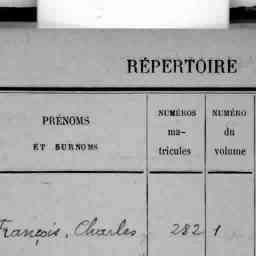 RÉPERTOIRE
PRÉNOMS
ET SURNOMS
NUMÉROS
ma-
tricules
NUMÉRO
du
volume
François, Charles 282 1